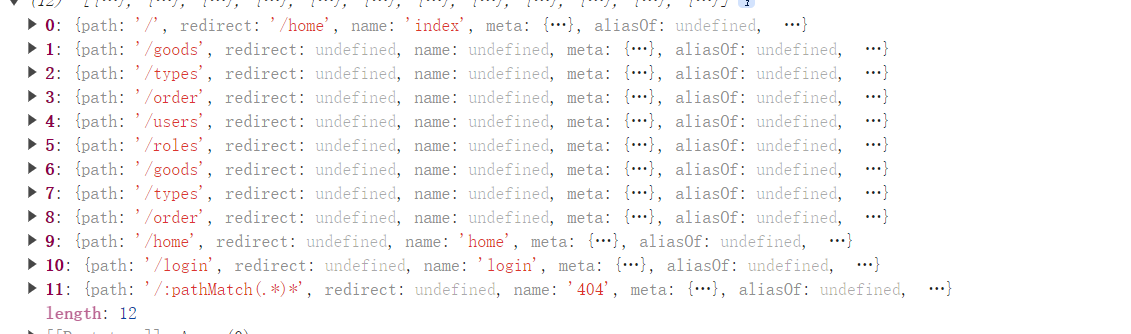 0: {path: '/', redirect: '/home', name: 'index', meta: {…}, aliasOf: undefined, …}
1: {path: '/goods', redirect: undefined, name: undefined, meta: {…}, aliasOf: undefined, …}
2: {path: '/types', redirect: undefined, name: undefined, meta: {…}, aliasOf: undefined, …}
3: {path: '/order', redirect: undefined, name: undefined, meta: {…}, aliasOf: undefined, …}
4: {path: '/users', redirect: undefined, name: undefined, meta: {…}, aliasOf: undefined, …}
5: {path: '/roles', redirect: undefined, name: undefined, meta: {…}, aliasOf: undefined, …}
6: {path: '/goods', redirect: undefined, name: undefined, meta: {…}, aliasOf: undefined, …}
7: {path: '/types', redirect: undefined, name: undefined, meta: {…}, aliasOf: undefined, …}
8: {path: '/order', redirect: undefined, name: undefined, meta: {…}, aliasOf: undefined, …}
9: {path: '/home', redirect: undefined, name: 'home', meta: {…}, aliasOf: undefined, …}
10: {path: '/login', redirect: undefined, name: 'login', meta: {…}, aliasOf: undefined, …}
11: {path: '/:pathMatch(.*)*', redirect: undefined, name: '404', meta: {…}, aliasOf: undefined, …}
length: 12